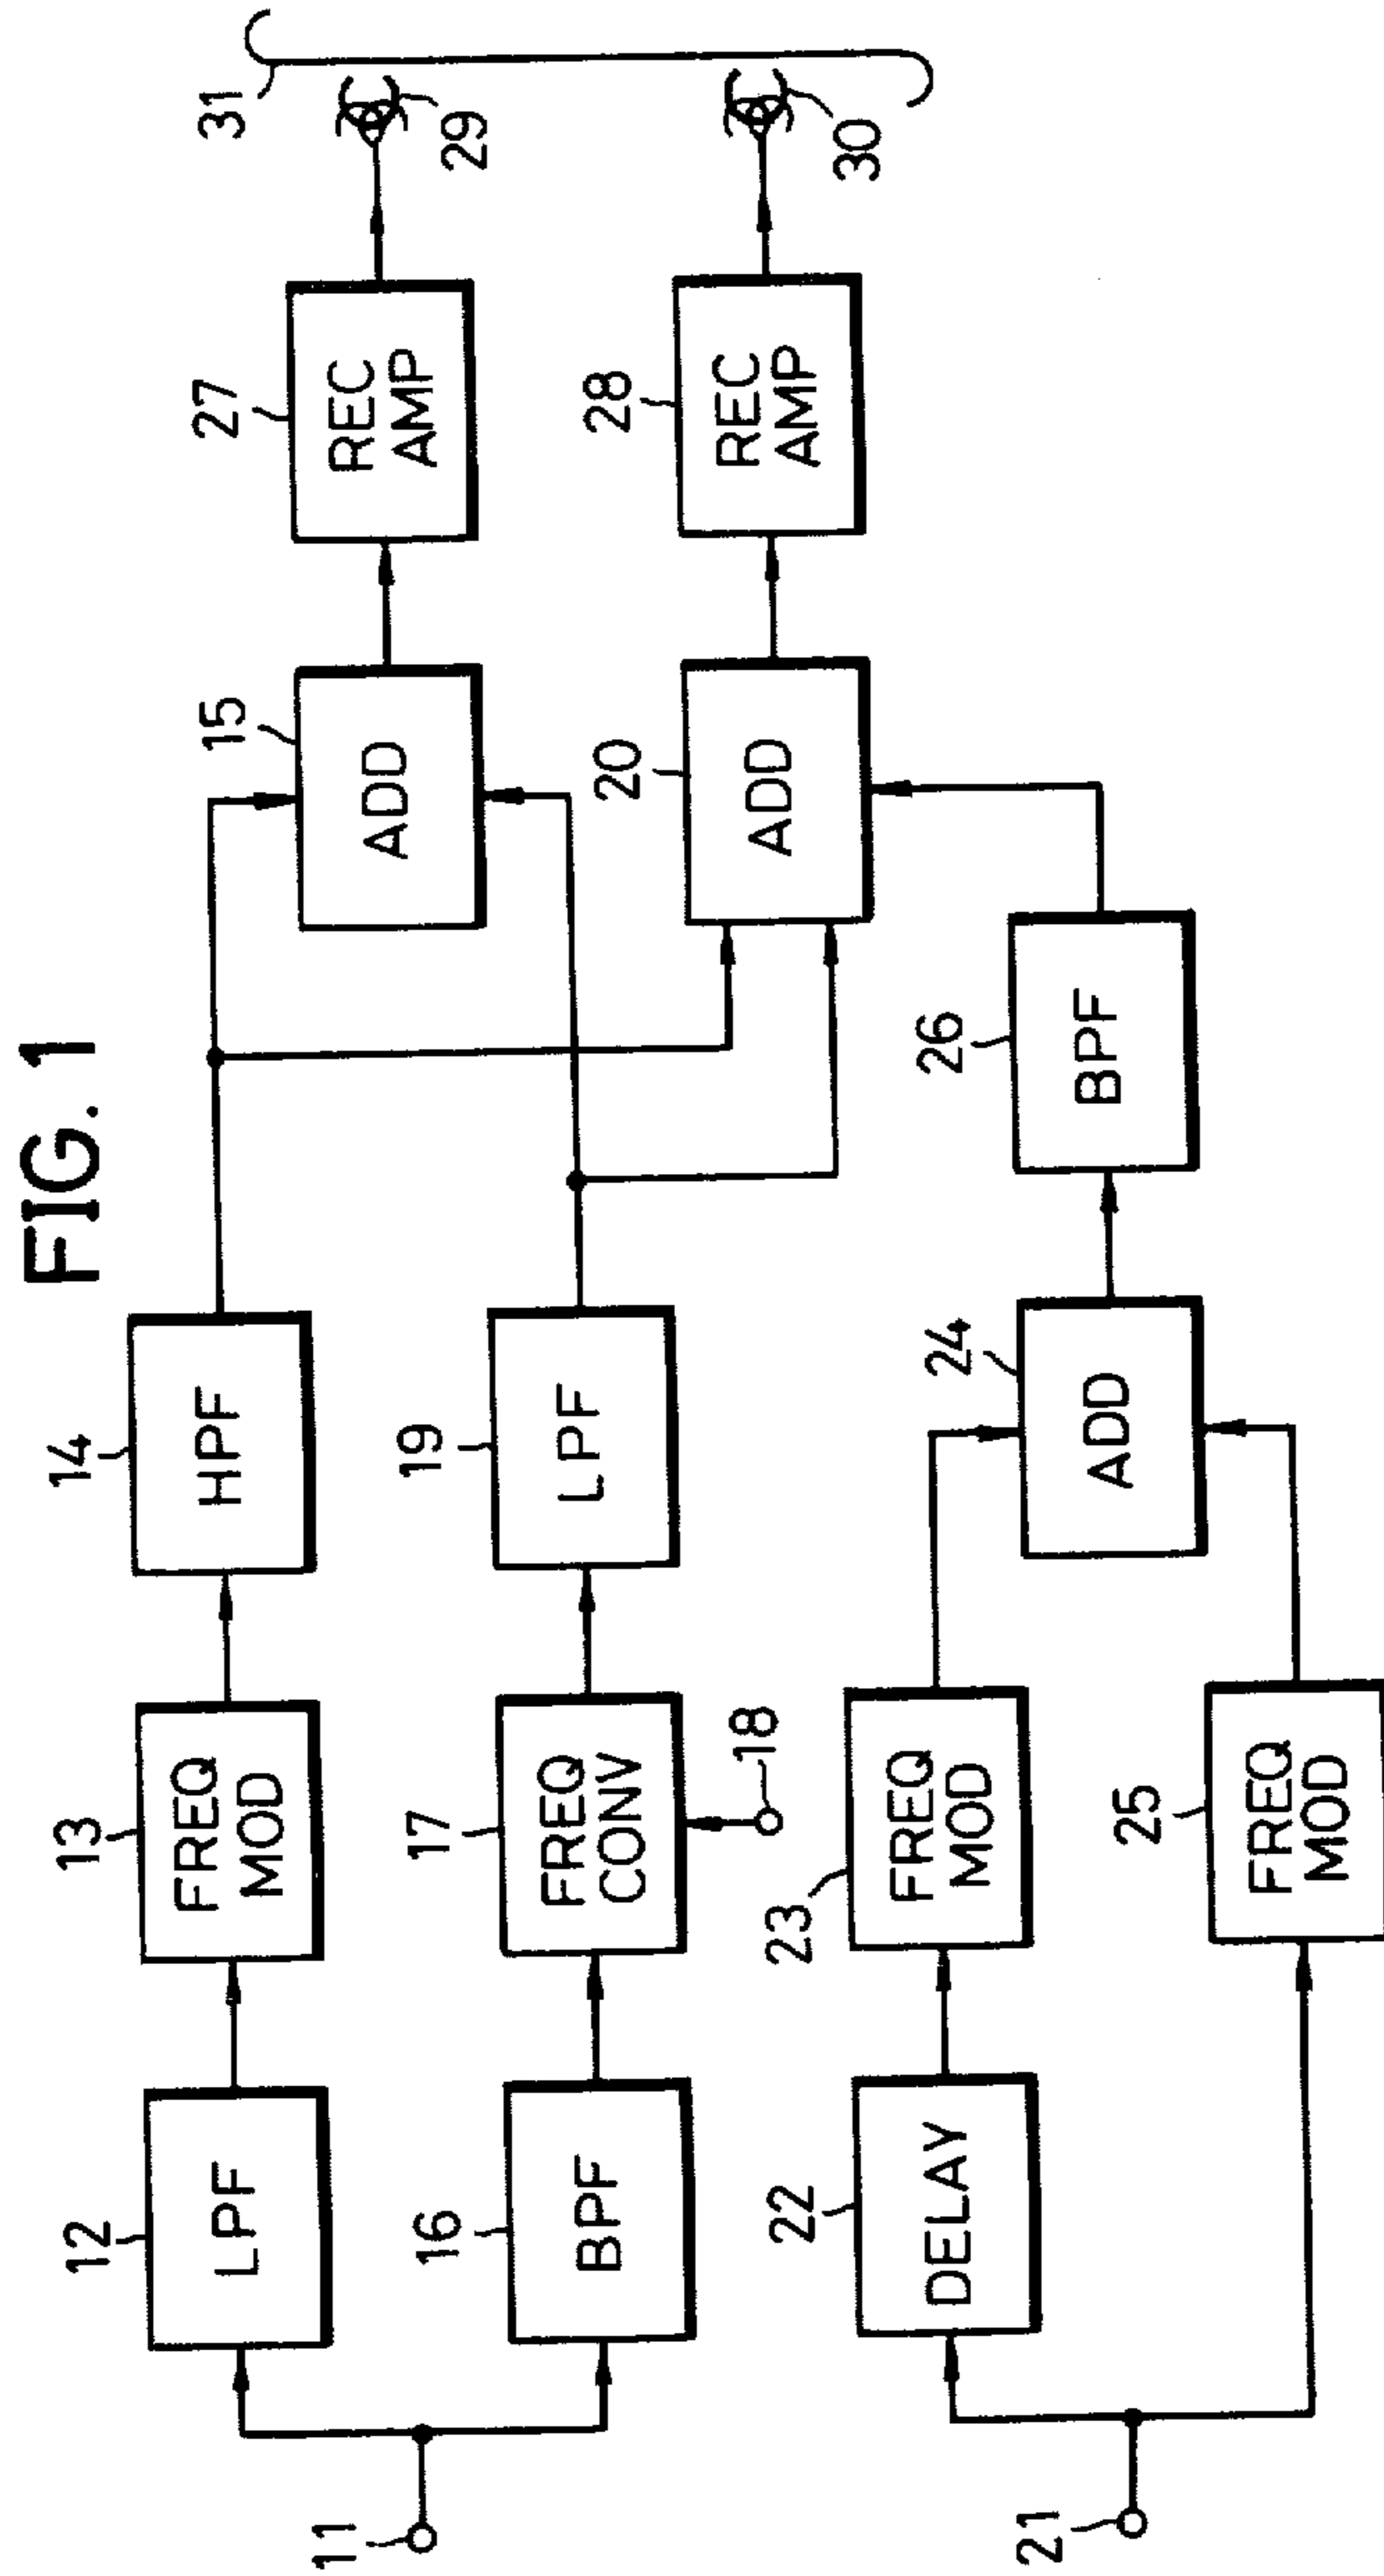 FIG. 1
11
12
LPF
13
FREQ
MOD
14
HPF
15
ADD
27
REC
AMP
29
31
16
BPF
17
FREQ
CONV
18
19
LPF
20
ADD
28
REC
AMP
30
21
22
DELAY
23
FREQ
MOD
24
ADD
26
BPF
25
FREQ
MOD